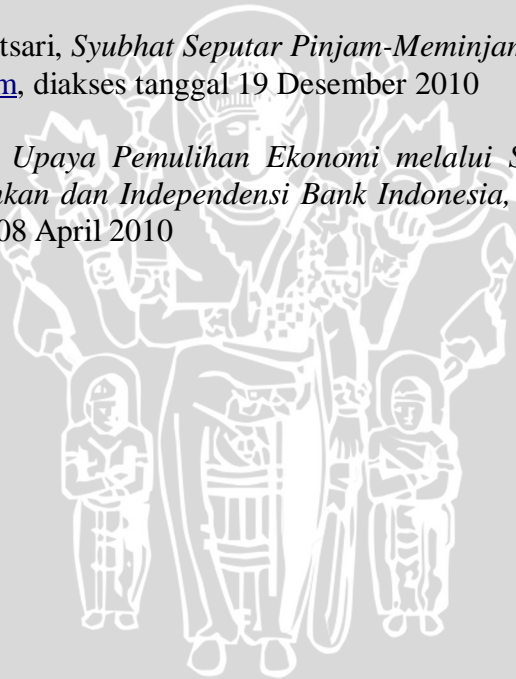 tsari, Syubhat Seputar Pinjam-Meminjam
m, diakses tanggal 19 Desember 2010
Upaya Pemulihan Ekonomi melalui S
nkan dan Independensi Bank Indonesia,
08 April 2010